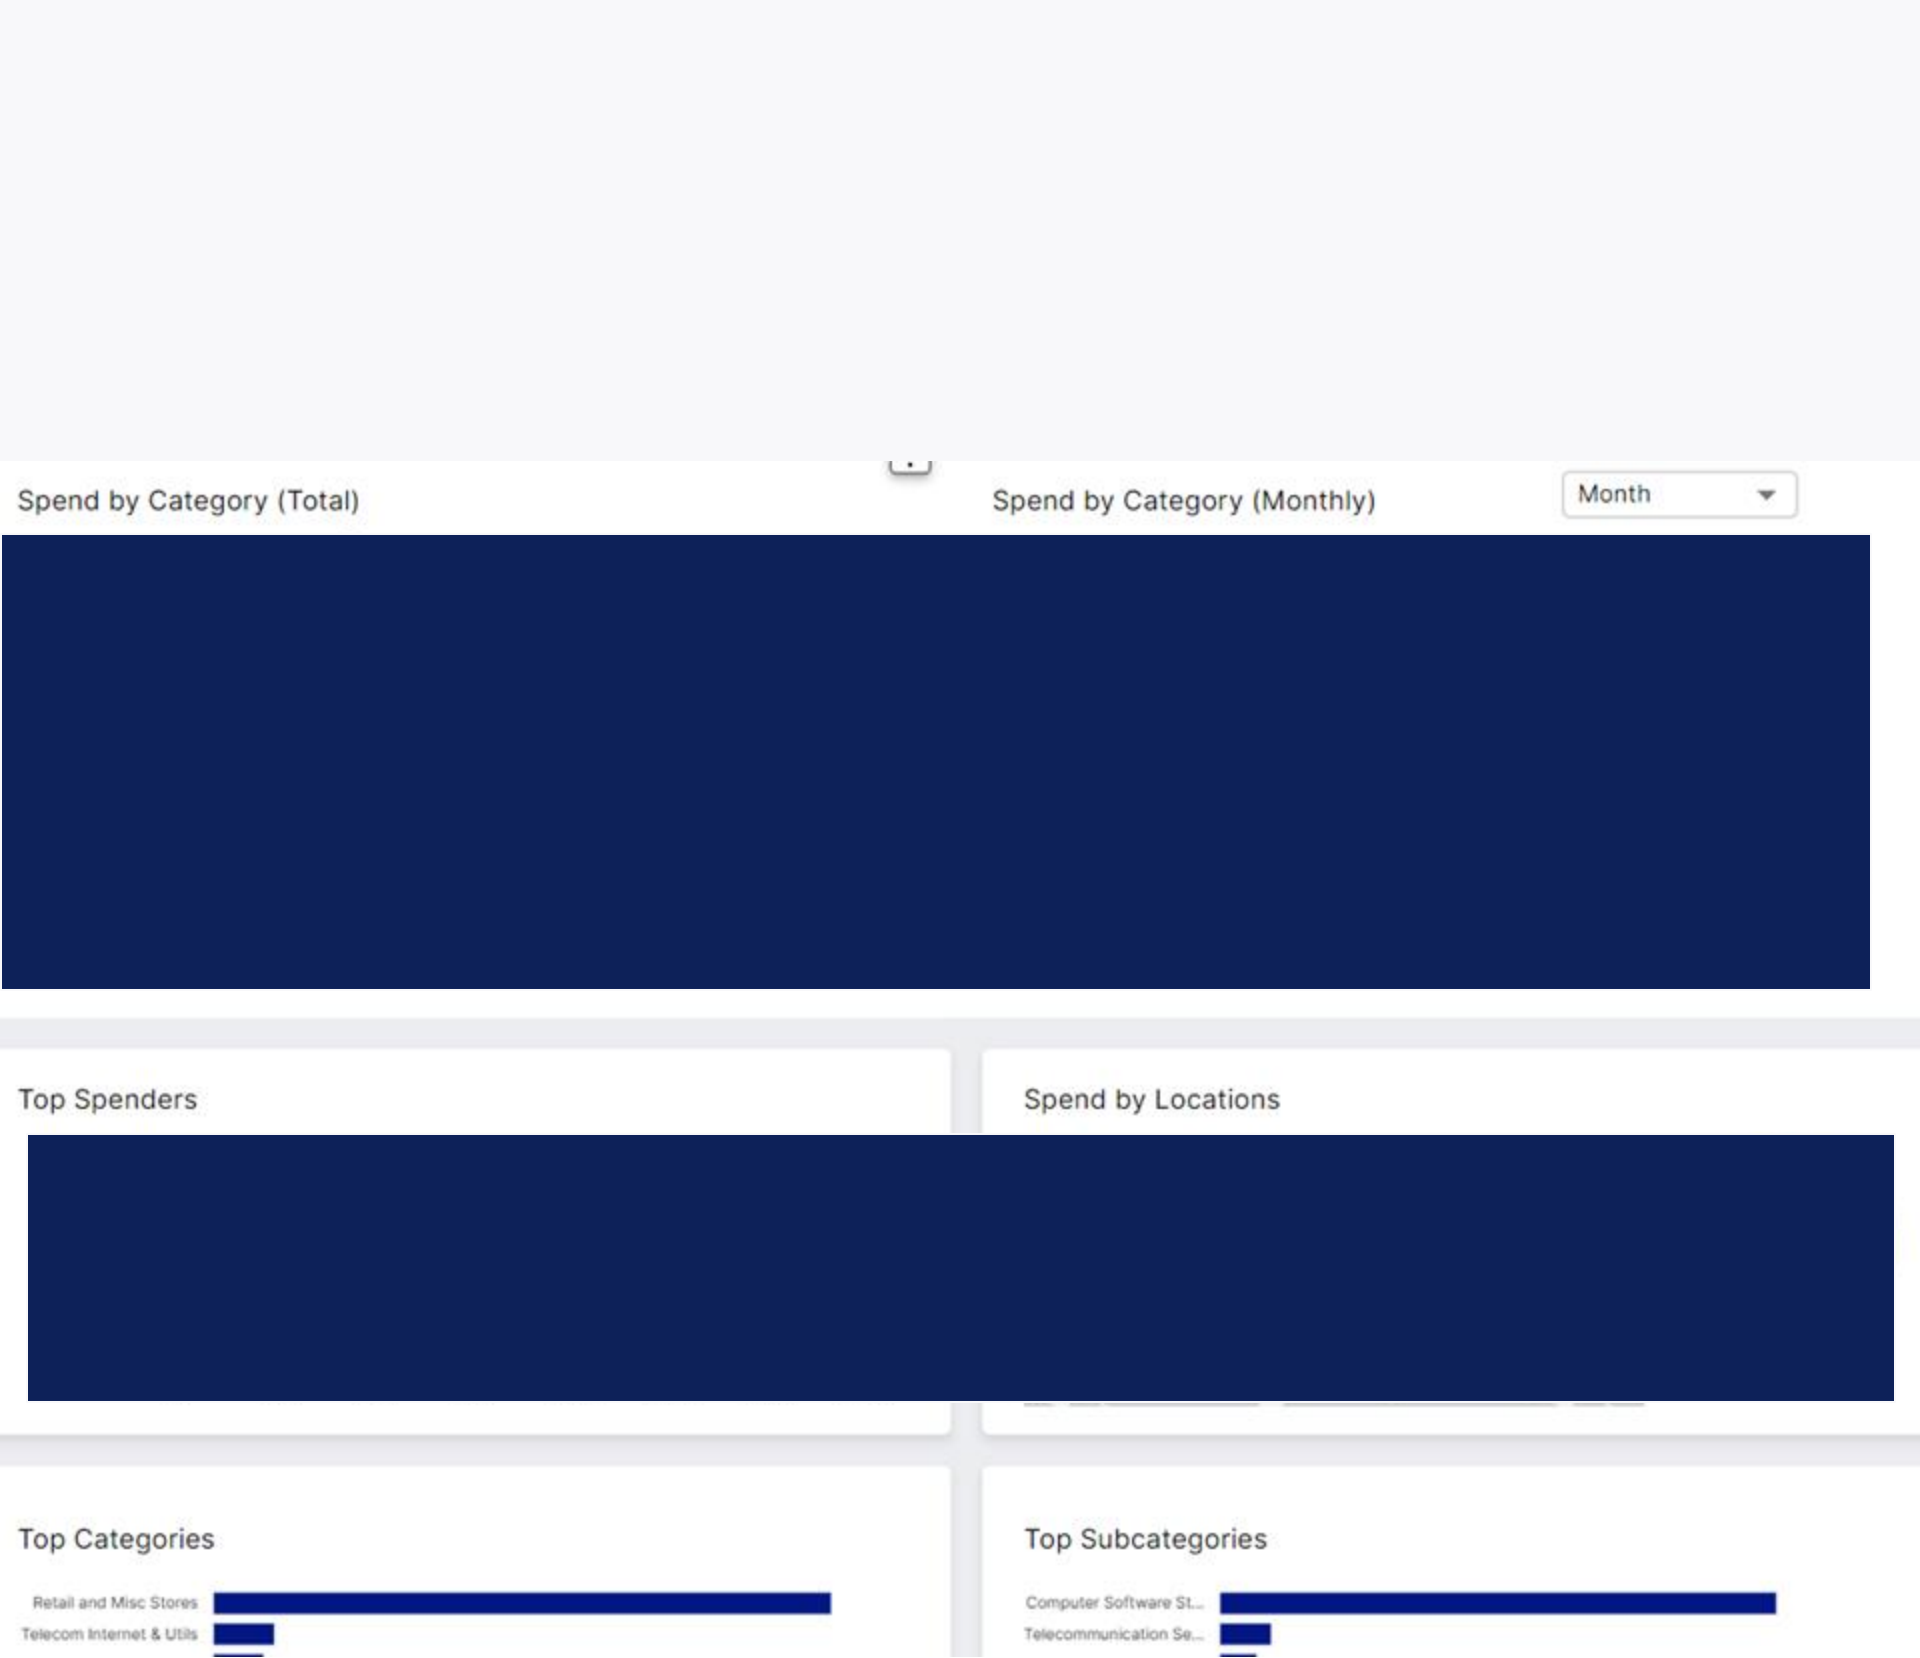 Spend by Category (Total)
Spend by Category (Monthly)
Month
Top Spenders
Spend by Locations
Top Categories
Retail and Misc Stores
Telecom Internet & Utils
Top Subcategories
Computer Software St...
Telecommunication Se...